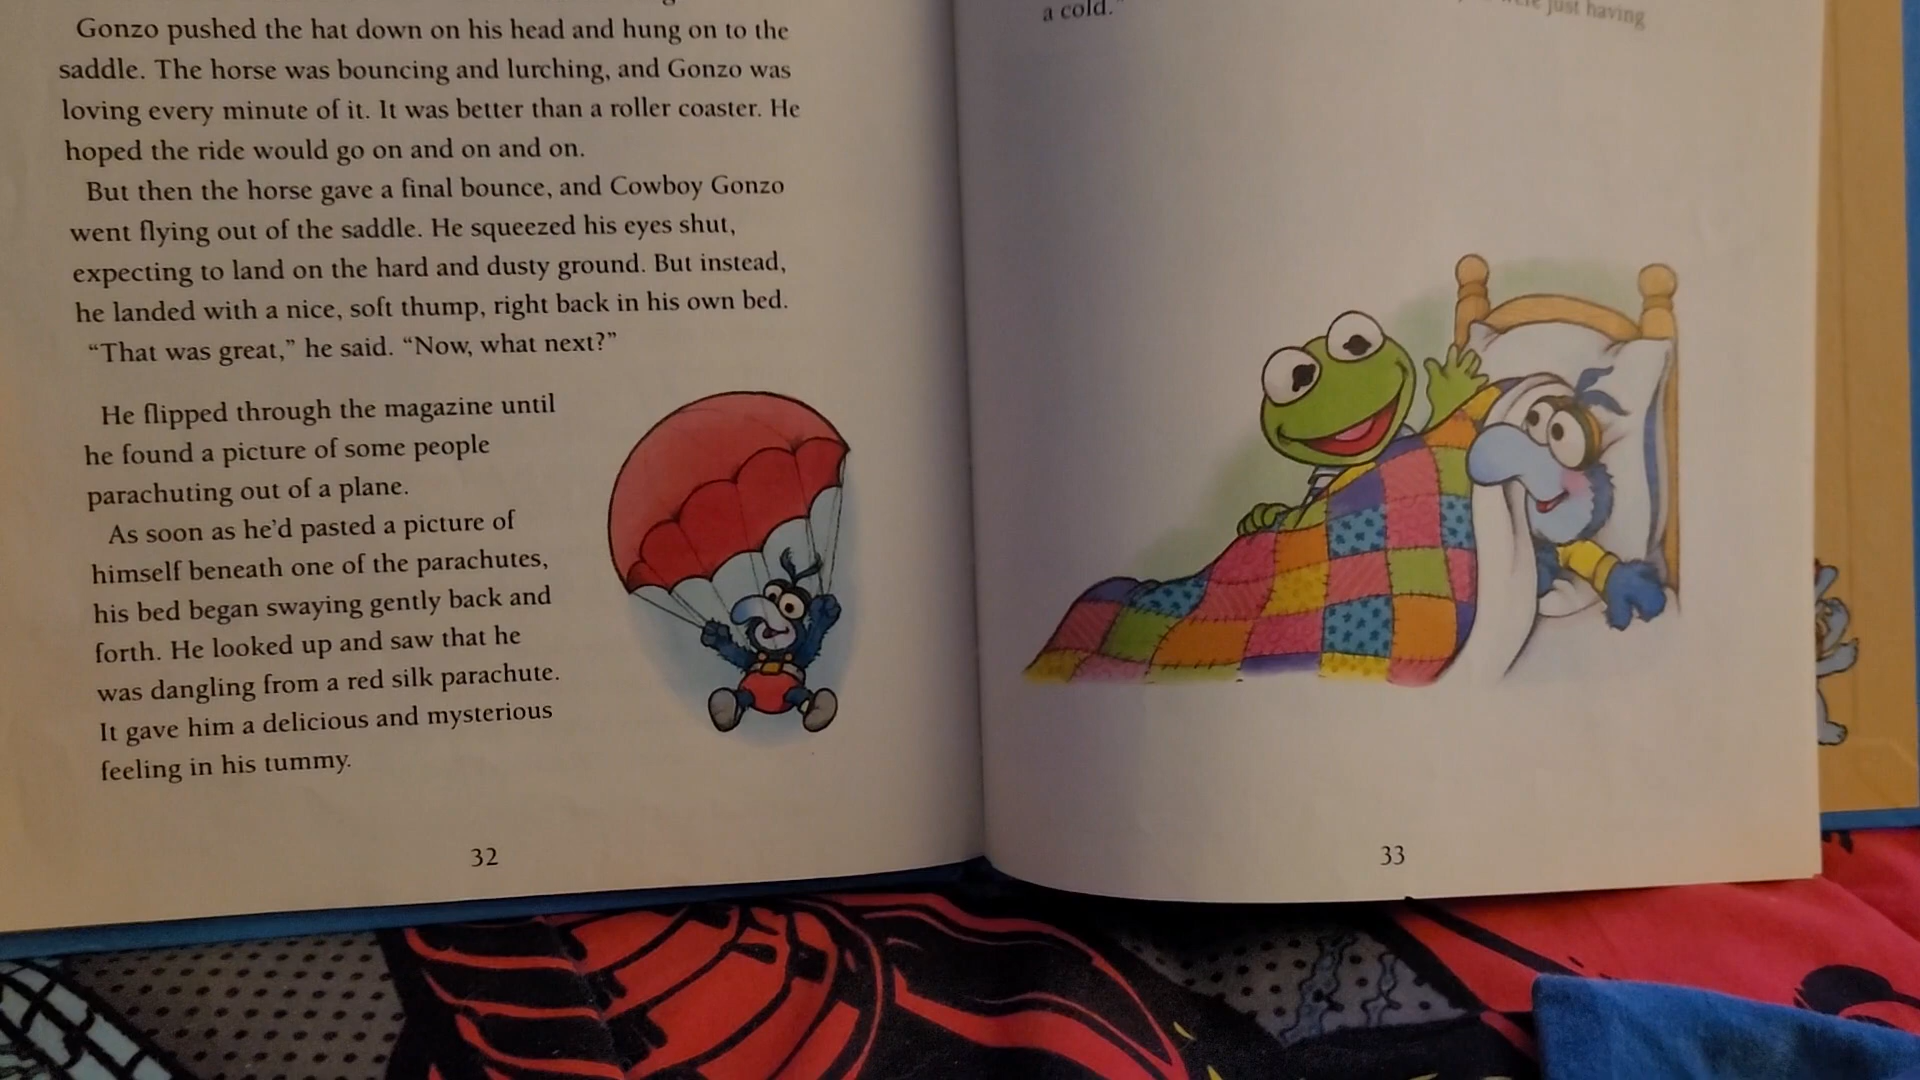 Gonzo pushed the hat down on his head and hung on to the
saddle. The horse was bouncing and lurching, and Gonzo was
loving every minute of it. It was better than a roller coaster. He
hoped the ride would go on and on and on.
But then the horse gave a final bounce, and Cowboy Gonzo
went flying out of the saddle. He squeezed his eyes shut,
expecting to land on the hard and dusty ground. But instead,
he landed with a nice, soft thump, right back in his own bed.
“That was great,” he said. “Now, what next?”
He flipped through the magazine until
he found a picture of some people
parachuting out of a plane.
As soon as he’d pasted a picture of
himself beneath one of the parachutes,
his bed began swaying gently back and
forth. He looked up and saw that he
was dangling from a red silk parachute.
It gave him a delicious and mysterious
feeling in his tummy.
32
just having
a cold.”
33